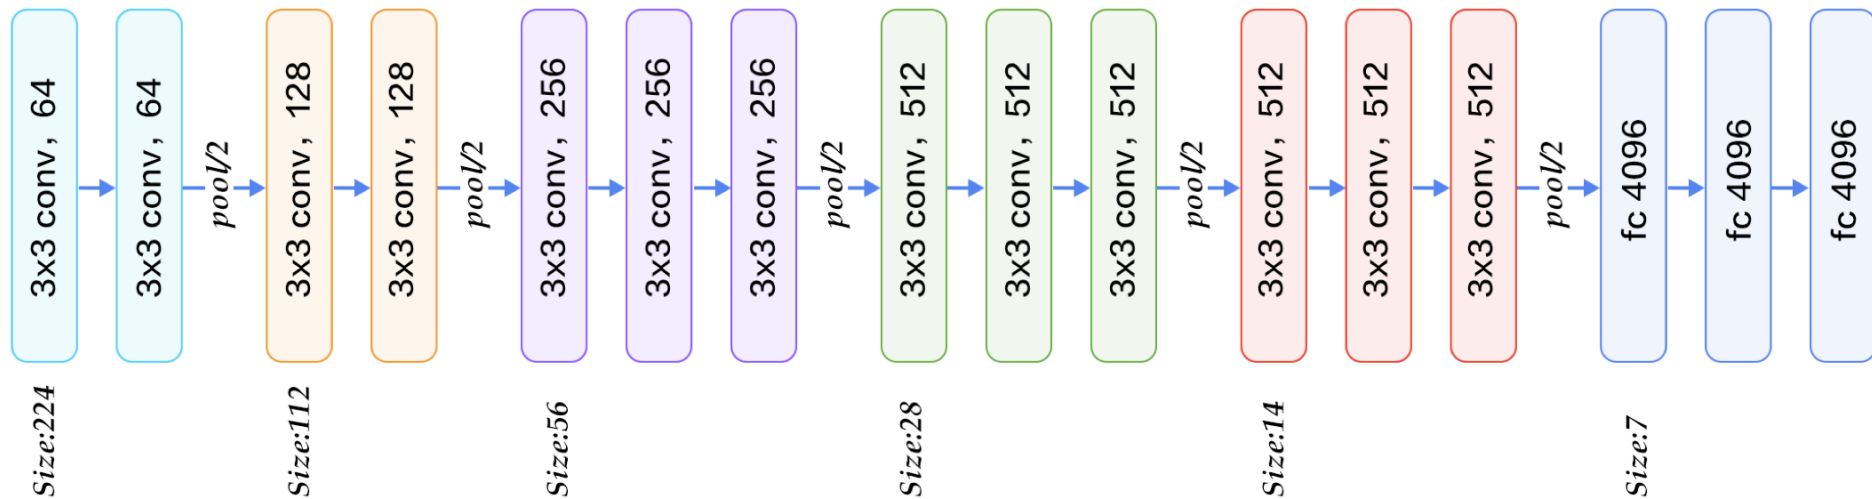 3x3 conv, 64
3x3 conv, 64
pool/2
3x3 conv, 128
3x3 conv, 128
pool/2
3x3 conv, 256
3x3 conv, 256
3x3 conv, 256
pool/2
3x3 conv, 512
3x3 conv, 512
3x3 conv, 512
pool/2
3x3 conv, 512
3x3 conv, 512
3x3 conv, 512
pool/2
fc 4096
fc 4096
fc 4096
Size:224
Size:112
Size:56
Size:28
Size:14
Size:7